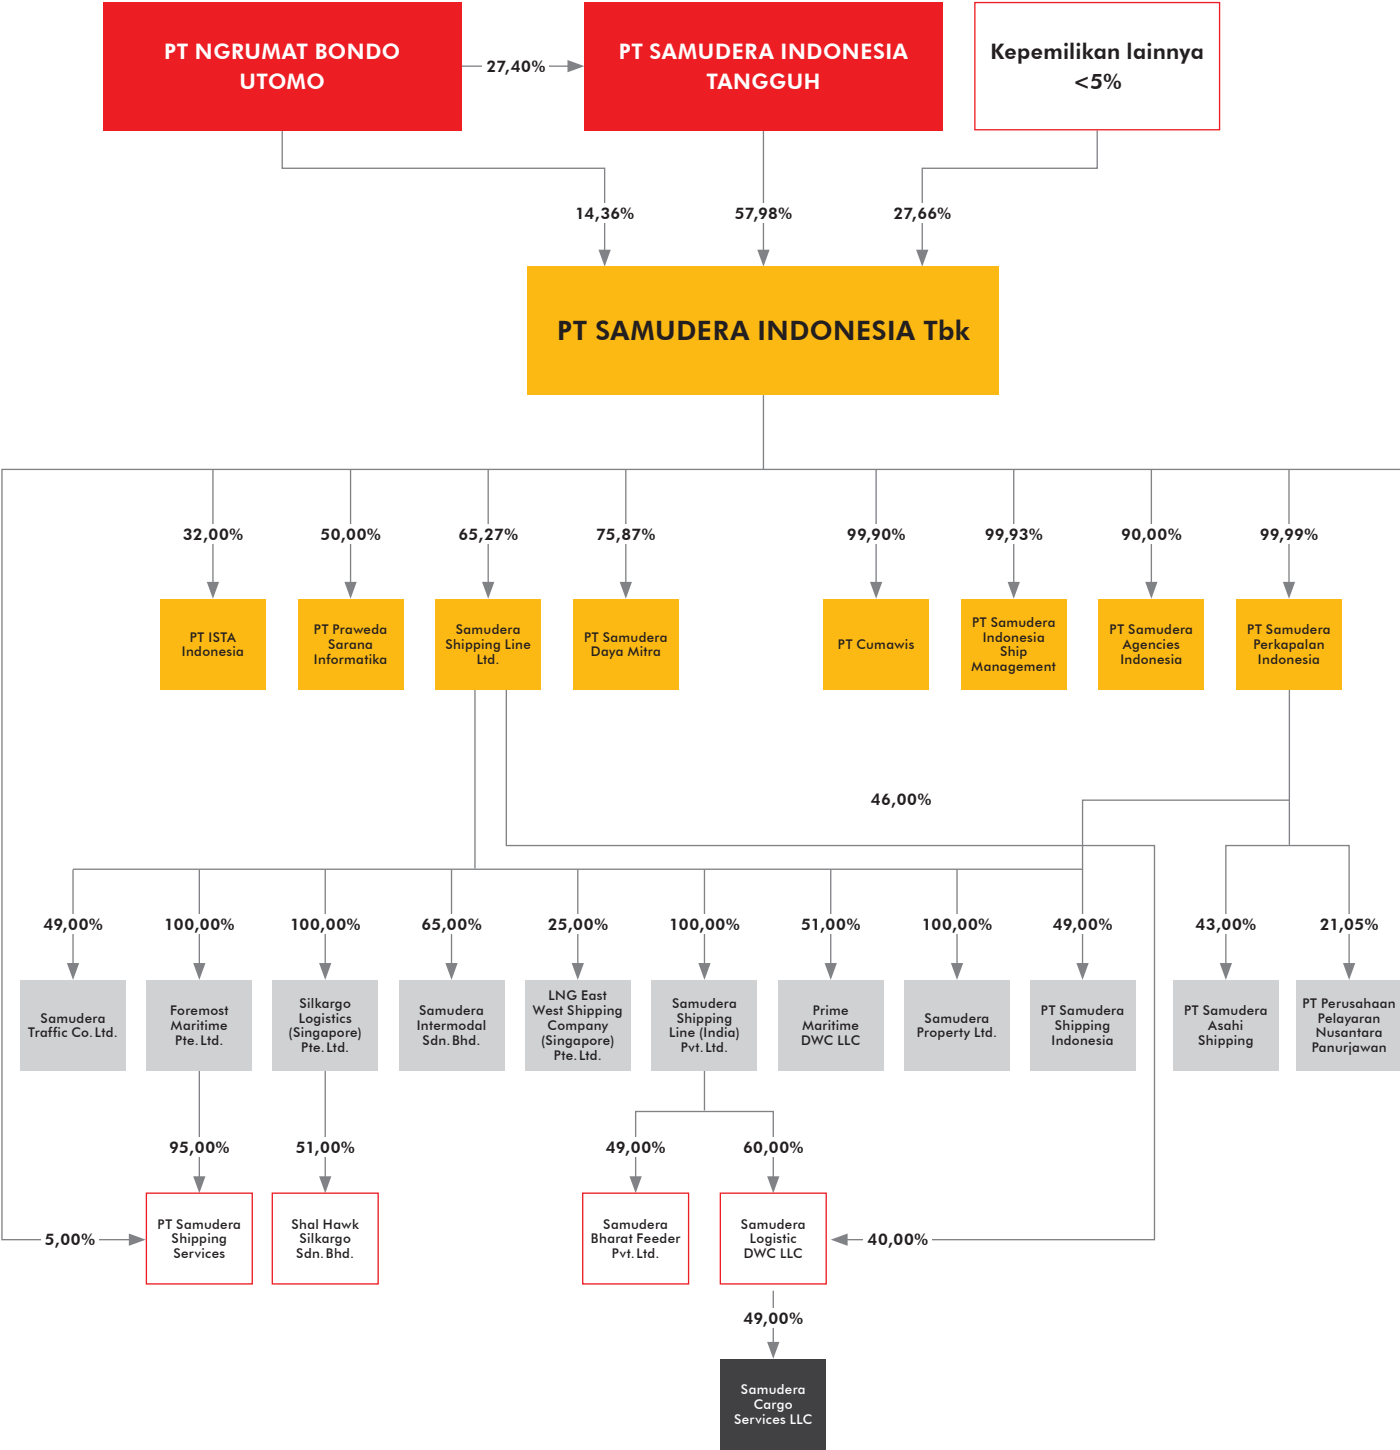 PT NGRUMAT BONDO
UTOMO
27,40%
PT SAMUDERA INDONESIA
TANGGUH
Kepemilikan lainnya
<5%
14,36%
57,98%
27,66%
PT SAMUDERA INDONESIA Tbk
32,00%
50,00%
65,27%
75,87%
99,90%
99,93%
90,00%
99,99%
PT ISTA
Indonesia
PT Praweda
Sarana
Informatika
Samudera
Shipping Line
Ltd.
PT Samudera
Daya Mitra
PT Cumawis
PT Samudera
Indonesia
Ship
Management
PT Samudera
Agencies
Indonesia
PT Samudera
Perkapalan
Indonesia
46,00%
49,00%
100,00%
100,00%
65,00%
25,00%
100,00%
51,00%
100,00%
49,00%
43,00%
21,05%
Samudera
Traffic Co. Ltd.
Foremost
Maritime
Pte. Ltd.
Silkargo
Logistics
(Singapore)
Pte. Ltd.
Samudera
Intermodal
Sdn. Bhd.
LNG East
West Shipping
Company
(Singapore)
Pte. Ltd.
Samudera
Shipping
Line (India)
Pvt. Ltd.
Prime
Maritime
DWC LLC
Samudera
Property Ltd.
PT Samudera
Shipping
Indonesia
PT Samudera
Asahi
Shipping
PT Perusahaan
Pelayaran
Nusantara
Panurjawan
95,00%
51,00%
49,00%
60,00%
5,00%
PT Samudera
Shipping
Services
Shal Hawk
Silkargo
Sdn. Bhd.
Samudera
Bharat Feeder
Pvt. Ltd.
Samudera
Logistic
DWC LLC
40,00%
49,00%
Samudera
Cargo
Services LLC